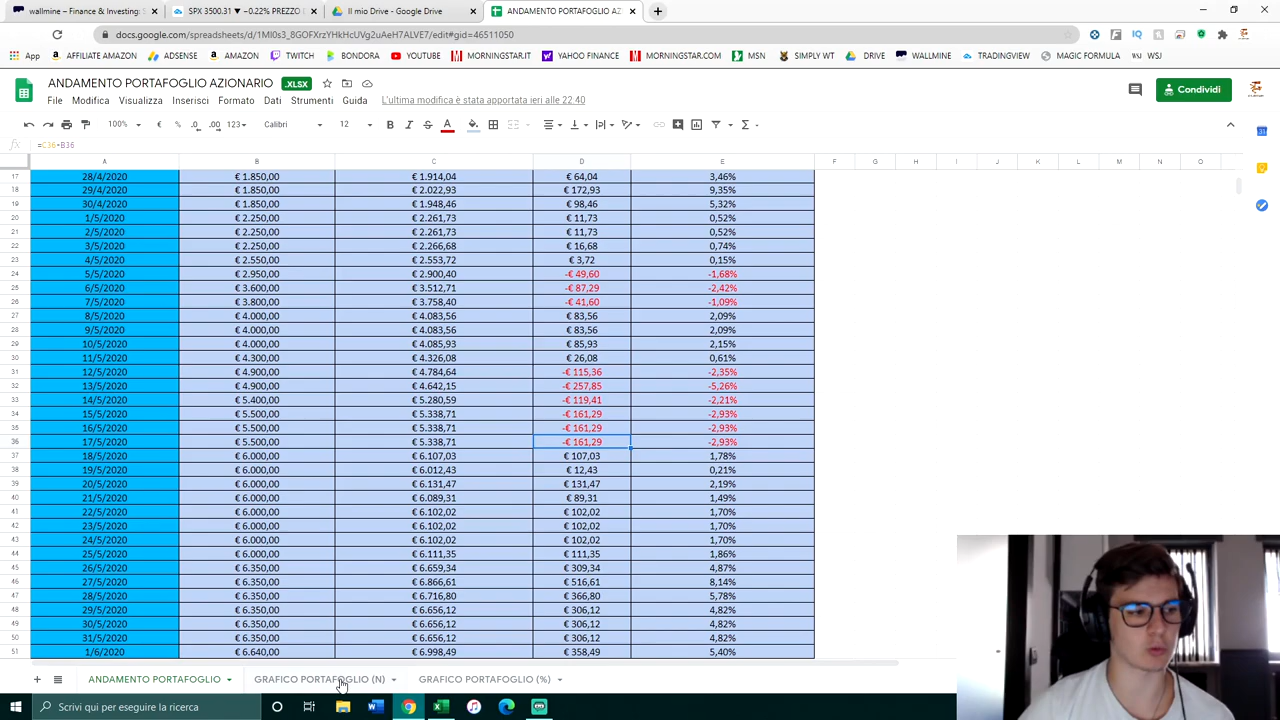 wallmine – Finance & Investing: S
SPX 3500.31 ▼ −0.22% PREZZO E
Il mio Drive - Google Drive
ANDAMENTO PORTAFOGLIO AZION
docs.google.com/spreadsheets/d/
/edit#gid=46511050
APP
AFFILIATE AMAZON
ADSENSE
AMAZON
TWITCH
BONDORA
YOUTUBE
MORNINGSTAR.IT
YAHOO FINANCE
MORNINGSTAR.COM
MSN
SIMPLY WT
DRIVE
WALLMINE
TRADINGVIEW
MAGIC FORMULA
WSJ
ANDAMENTO PORTAFOGLIO AZIONARIO .XLSX
File Modifica Visualizza Inserisci Formato Dati Strumenti Guida L'ultima modifica è stata apportata ieri alle 22:40
Condividi
100% € % .0 .00 123 Calibri 12
fx =C36-B36
A B C D E F G H I J K L M N O
17 28/4/2020 € 1.850,00 € 1.914,04 € 64,04 3,46%
18 29/4/2020 € 1.850,00 € 2.022,93 € 172,93 9,35%
19 30/4/2020 € 1.850,00 € 1.948,46 € 98,46 5,32%
20 1/5/2020 € 2.250,00 € 2.261,73 € 11,73 0,52%
21 2/5/2020 € 2.250,00 € 2.261,73 € 11,73 0,52%
22 3/5/2020 € 2.250,00 € 2.266,68 € 16,68 0,74%
23 4/5/2020 € 2.550,00 € 2.553,72 € 3,72 0,15%
24 5/5/2020 € 2.950,00 € 2.900,40 -€ 49,60 -1,68%
25 6/5/2020 € 3.600,00 € 3.512,71 -€ 87,29 -2,42%
26 7/5/2020 € 3.800,00 € 3.758,40 -€ 41,60 -1,09%
27 8/5/2020 € 4.000,00 € 4.083,56 € 83,56 2,09%
28 9/5/2020 € 4.000,00 € 4.083,56 € 83,56 2,09%
29 10/5/2020 € 4.000,00 € 4.085,93 € 85,93 2,15%
30 11/5/2020 € 4.300,00 € 4.326,08 € 26,08 0,61%
31 12/5/2020 € 4.900,00 € 4.784,64 -€ 115,36 -2,35%
32 13/5/2020 € 4.900,00 € 4.642,15 -€ 257,85 -5,26%
33 14/5/2020 € 5.400,00 € 5.280,59 -€ 119,41 -2,21%
34 15/5/2020 € 5.500,00 € 5.338,71 -€ 161,29 -2,93%
35 16/5/2020 € 5.500,00 € 5.338,71 -€ 161,29 -2,93%
36 17/5/2020 € 5.500,00 € 5.338,71 -€ 161,29 -2,93%
37 18/5/2020 € 6.000,00 € 6.107,03 € 107,03 1,78%
38 19/5/2020 € 6.000,00 € 6.012,43 € 12,43 0,21%
39 20/5/2020 € 6.000,00 € 6.131,47 € 131,47 2,19%
40 21/5/2020 € 6.000,00 € 6.089,31 € 89,31 1,49%
41 22/5/2020 € 6.000,00 € 6.102,02 € 102,02 1,70%
42 23/5/2020 € 6.000,00 € 6.102,02 € 102,02 1,70%
43 24/5/2020 € 6.000,00 € 6.102,02 € 102,02 1,70%
44 25/5/2020 € 6.000,00 € 6.111,35 € 111,35 1,86%
45 26/5/2020 € 6.350,00 € 6.659,34 € 309,34 4,87%
46 27/5/2020 € 6.350,00 € 6.866,61 € 516,61 8,14%
47 28/5/2020 € 6.350,00 € 6.716,80 € 366,80 5,78%
48 29/5/2020 € 6.350,00 € 6.656,12 € 306,12 4,82%
49 30/5/2020 € 6.350,00 € 6.656,12 € 306,12 4,82%
50 31/5/2020 € 6.350,00 € 6.656,12 € 306,12 4,82%
51 1/6/2020 € 6.640,00 € 6.998,49 € 358,49 5,40%
ANDAMENTO PORTAFOGLIO GRAFICO PORTAFOGLIO (N) GRAFICO PORTAFOGLIO (%)
Scrivi qui per eseguire la ricerca